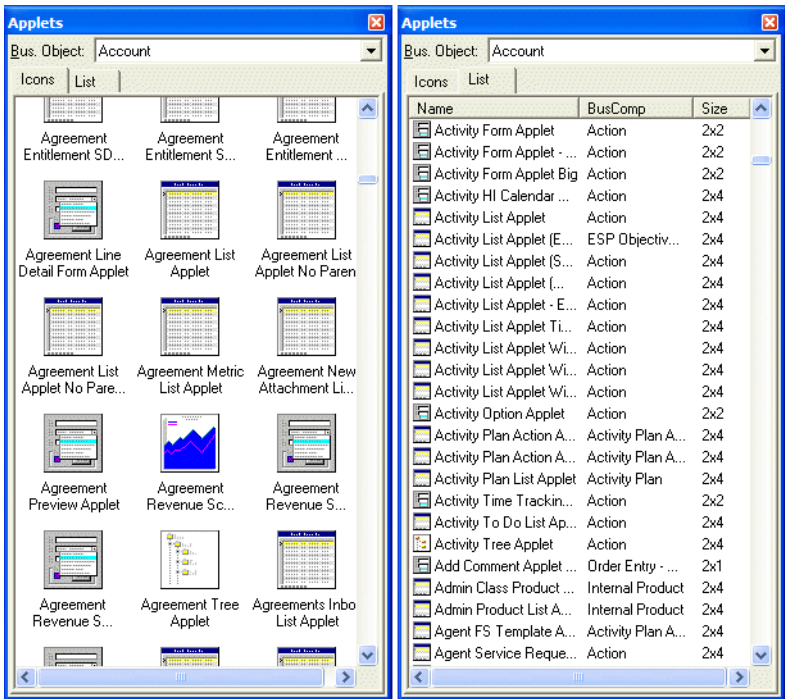 Applets
Bus. Object: Account
Icons List
Agreement Agreement Agreement
Entitlement SD... Entitlement S... Entitlement ...
Agreement Line Agreement List Agreement List
Detail Form Applet Applet Applet No Paren
Agreement List Agreement Metric Agreement New
Applet No Pare... List Applet Attachment Li...
Agreement Agreement Agreement
Preview Applet Revenue Sc... Revenue S...
Agreement Agreement Tree Agreements Inbo
Revenue S... Applet List Applet
Applets
Bus. Object: Account
Icons List
Name BusComp Size
Activity Form Applet Action 2x2
Activity Form Applet - ... Action 2x2
Activity Form Applet Big Action 2x2
Activity HI Calendar ... Action 2x4
Activity List Applet Action 2x4
Activity List Applet (E... ESP Objectiv... 2x4
Activity List Applet (S... Action 2x4
Activity List Applet (... Action 2x4
Activity List Applet - E... Action 2x4
Activity List Applet Ti... Action 2x4
Activity List Applet Wi... Action 2x4
Activity List Applet Wi... Action 2x4
Activity List Applet Wi... Action 2x4
Activity Option Applet Action 2x2
Activity Plan Action A... Activity Plan A... 2x4
Activity Plan Action A... Activity Plan A... 2x4
Activity Plan List Applet Activity Plan 2x4
Activity Time Trackin... Action 2x2
Activity To Do List Ap... Action 2x4
Activity Tree Applet Action 2x4
Add Comment Applet ... Order Entry - ... 2x1
Admin Class Product ... Internal Product 2x4
Admin Product List A... Internal Product 2x4
Agent FS Template A... Activity Plan A... 2x4
Agent Service Reque... Action 2x4